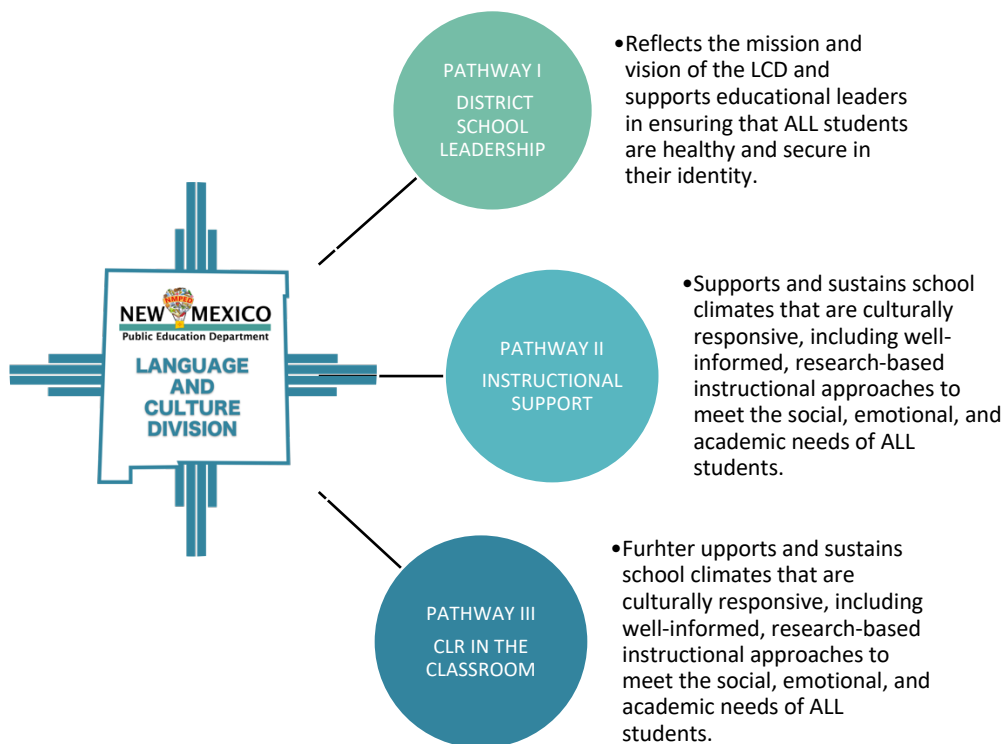 NMPED
NEW MEXICO
Public Education Department
LANGUAGE
AND
CULTURE
DIVISION
PATHWAY I
DISTRICT
SCHOOL
LEADERSHIP
•Reflects the mission and
vision of the LCD and
supports educational leaders
in ensuring that ALL students
are healthy and secure in
their identity.
PATHWAY II
INSTRUCTIONAL
SUPPORT
•Supports and sustains school
climates that are culturally
responsive, including well-
informed, research-based
instructional approaches to
meet the social, emotional, and
academic needs of ALL
students.
PATHWAY III
CLR IN THE
CLASSROOM
•Furhter upports and sustains
school climates that are
culturally responsive, including
well-informed, research-based
instructional approaches to
meet the social, emotional, and
academic needs of ALL
students.